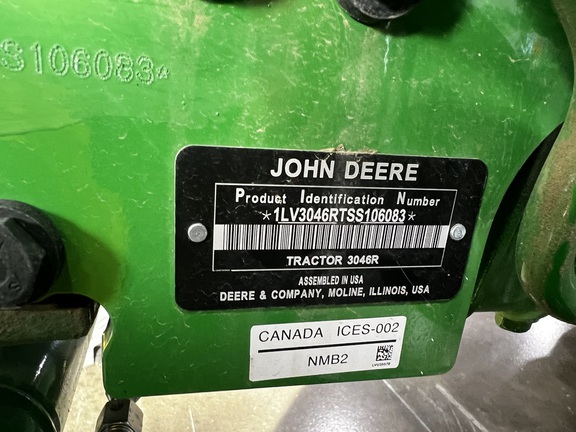 S106083*
JOHN DEERE
Product Identification Number
*1LV3046RTSS106083*
TRACTOR 3046R
ASSEMBLED IN USA
DEERE & COMPANY, MOLINE, ILLINOIS, USA
CANADA ICES-002
NMB2